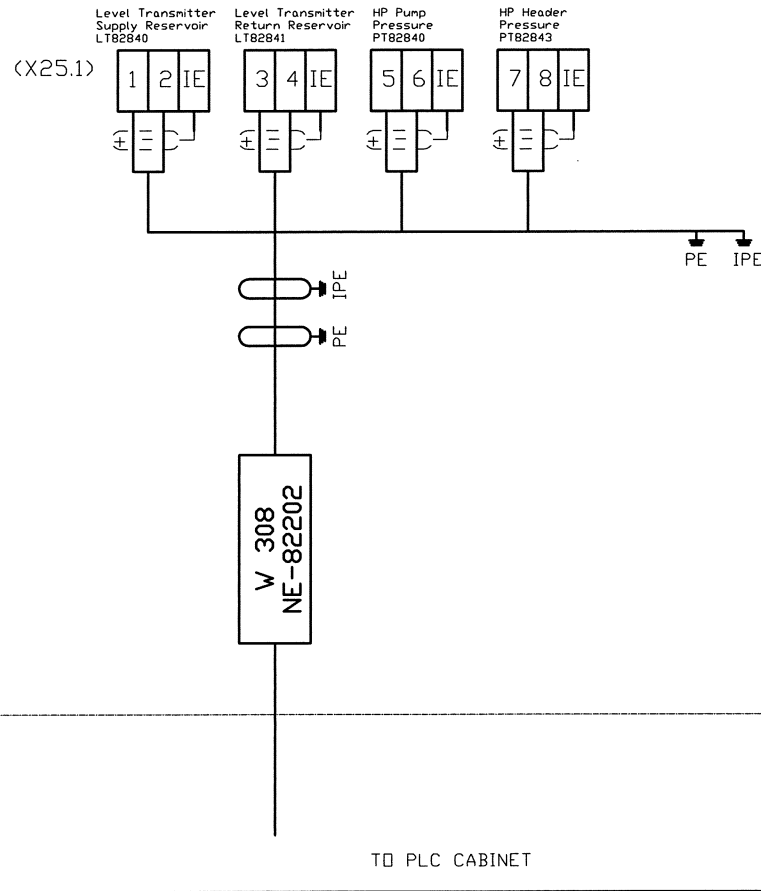 Level Transmitter
Supply Reservoir
LT82840
Level Transmitter
Return Reservoir
LT82841
HP Pump
Pressure
PT82840
HP Header
Pressure
PT82843
(X25.1)
1 2 IE
3 4 IE
5 6 IE
7 8 IE
+
+
+
+
PE IPE
IPE
PE
W 308
NE-82202
TO PLC CABINET